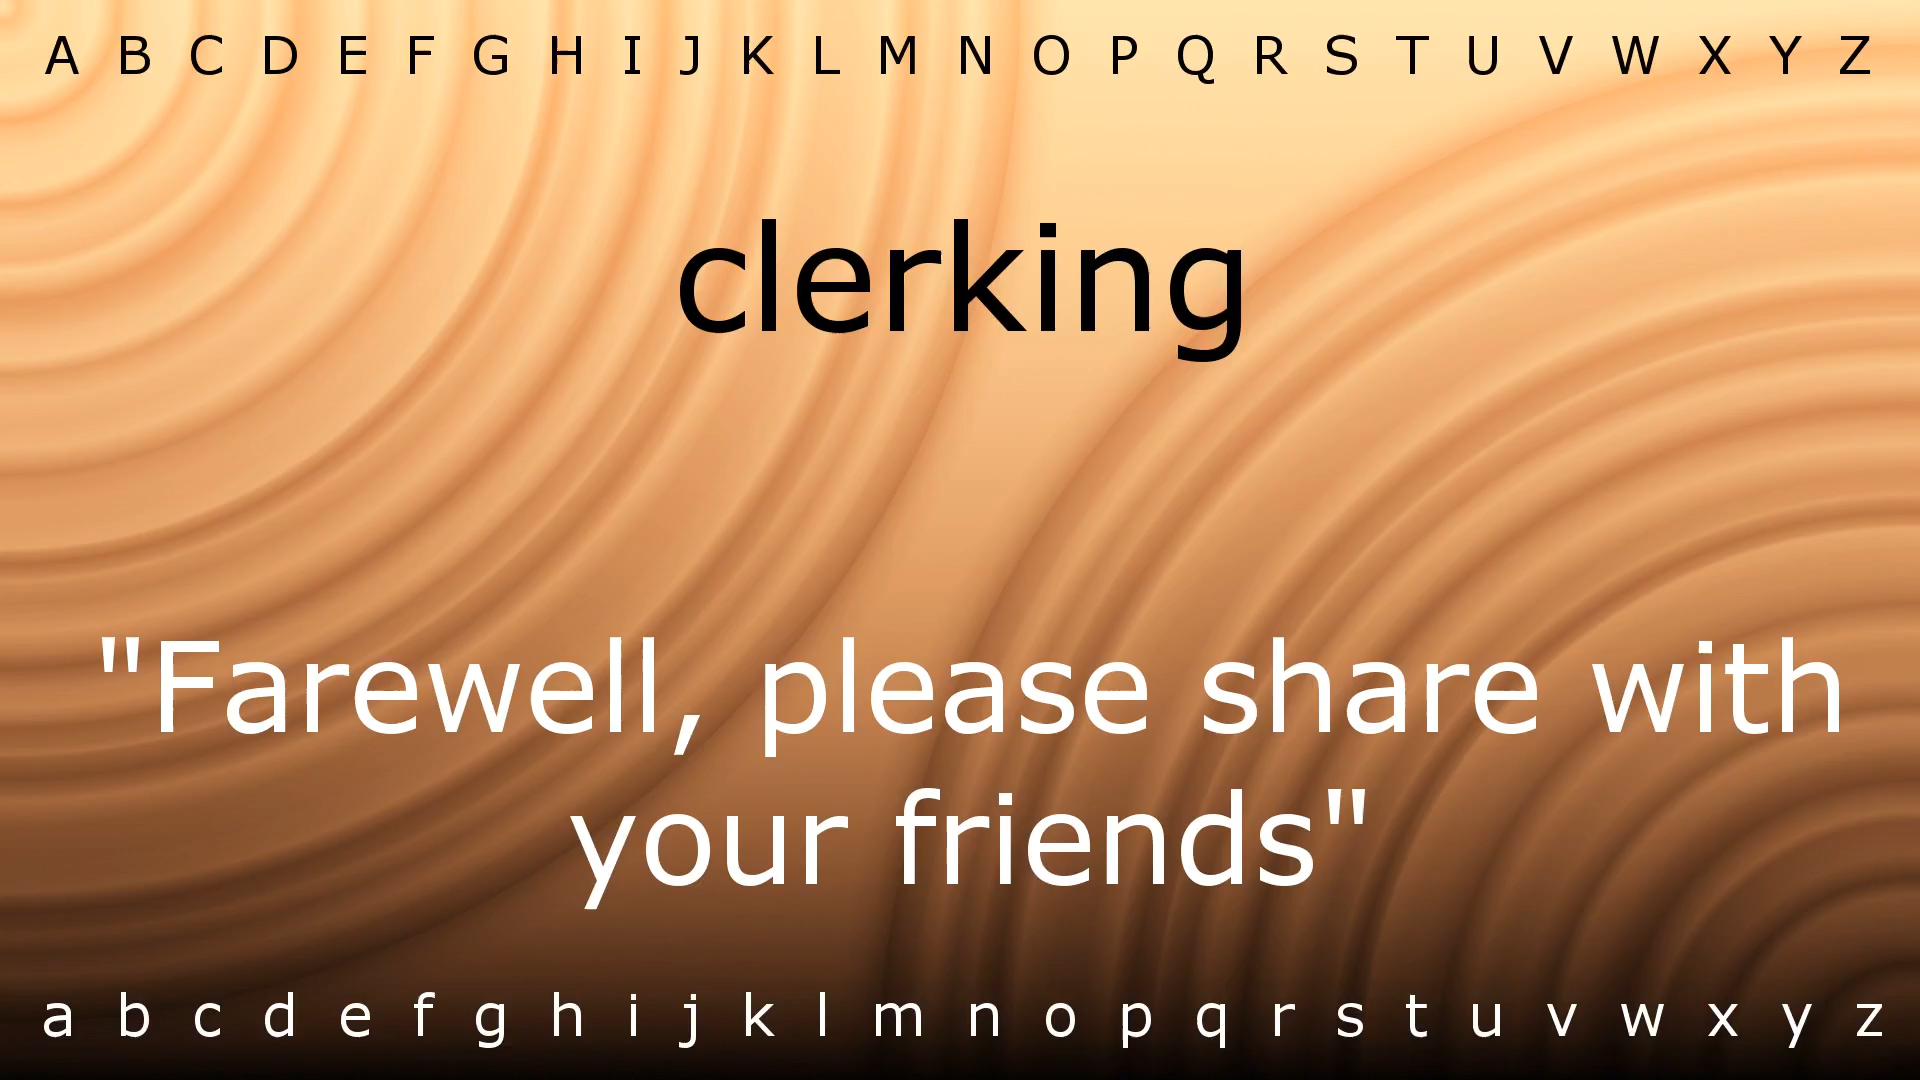 A B C D E F G H I J K L M N O P Q R S T U V W X Y Z
clerking
"Farewell, please share with
your friends"
a b c d e f g h i j k l m n o p q r s t u v w x y z